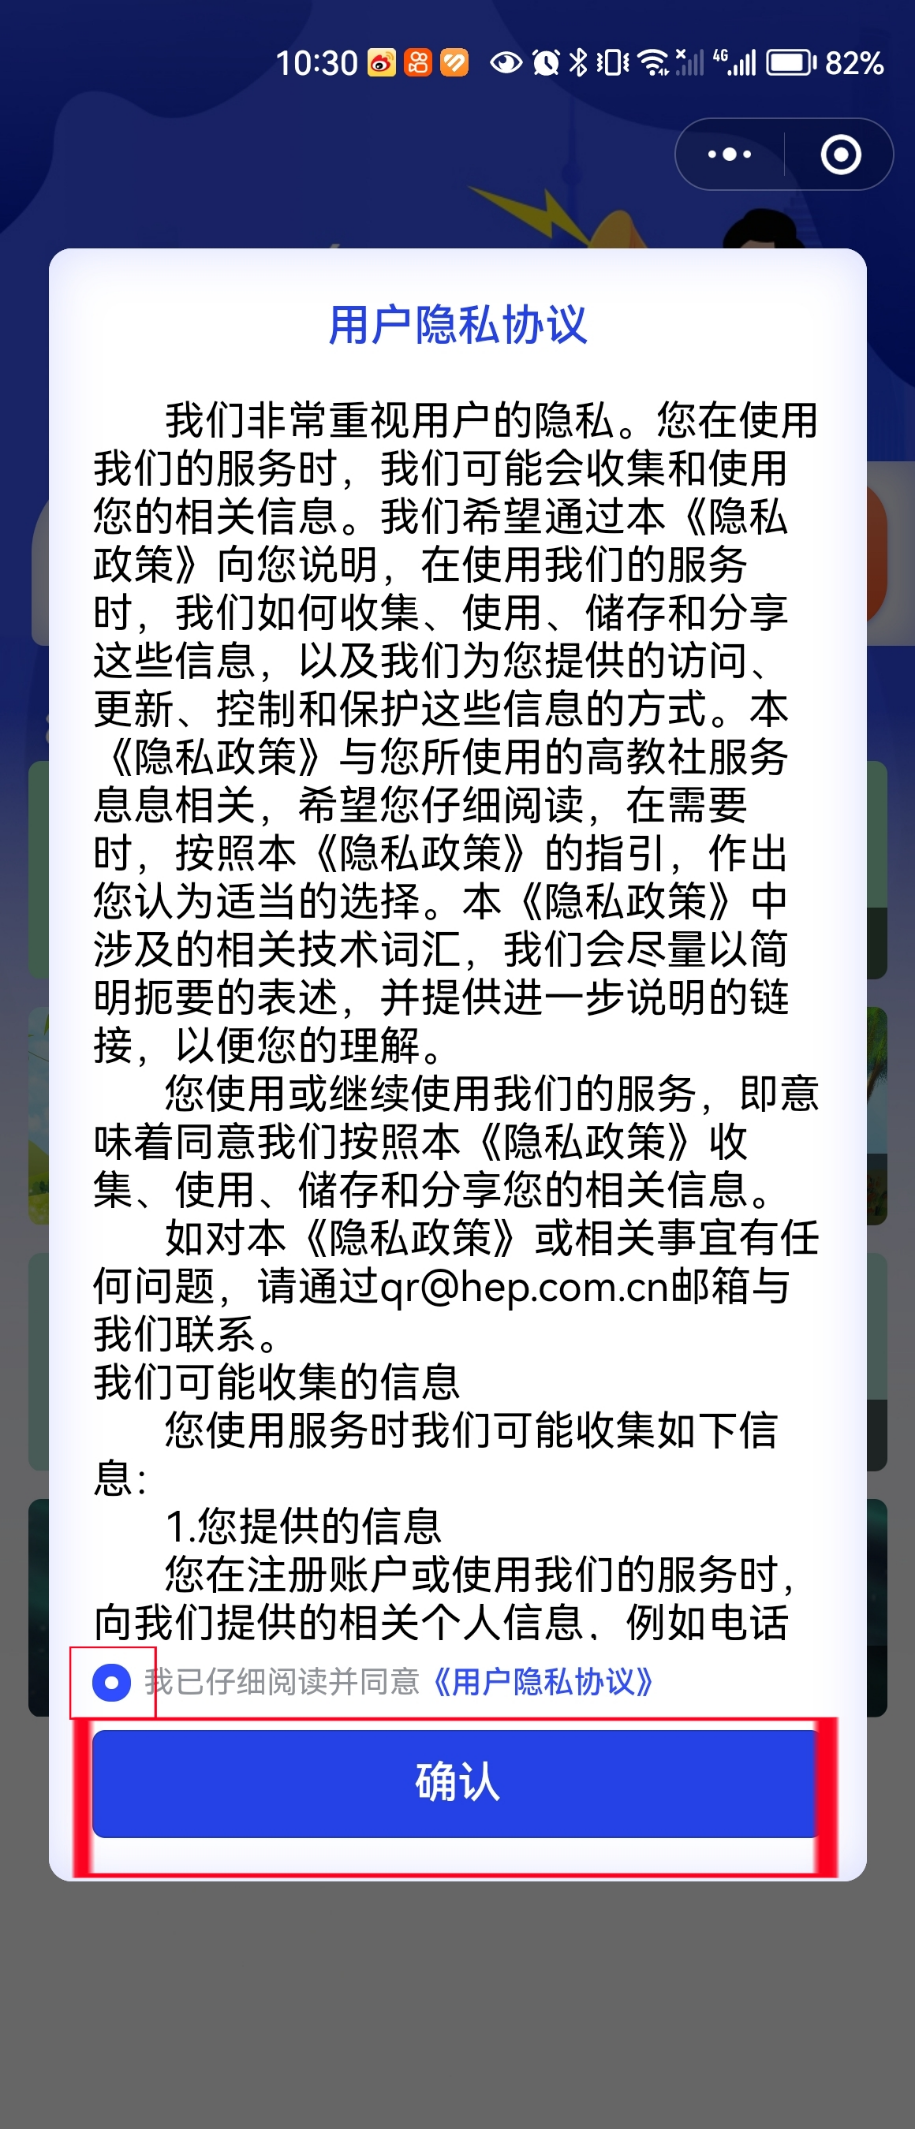 10:30
4G
82%
用户隐私协议
我们非常重视用户的隐私。您在使用
我们的服务时，我们可能会收集和使用
您的相关信息。我们希望通过本《隐私
政策》向您说明，在使用我们的服务
时，我们如何收集、使用、储存和分享
这些信息，以及我们为您提供的访问、
更新、控制和保护这些信息的方式。本
《隐私政策》与您所使用的高教社服务
息息相关，希望您仔细阅读，在需要
时，按照本《隐私政策》的指引，作出
您认为适当的选择。本《隐私政策》中
涉及的相关技术词汇，我们会尽量以简
明扼要的表述，并提供进一步说明的链
接，以便您的理解。
您使用或继续使用我们的服务，即意
味着同意我们按照本《隐私政策》收
集、使用、储存和分享您的相关信息。
如对本《隐私政策》或相关事宜有任
何问题，请通过qr@hep.com.cn邮箱与
我们联系。
我们可能收集的信息
您使用服务时我们可能收集如下信
息：
1.您提供的信息
您在注册账户或使用我们的服务时，
向我们提供的相关个人信息，例如电话
我已仔细阅读并同意《用户隐私协议》
确认